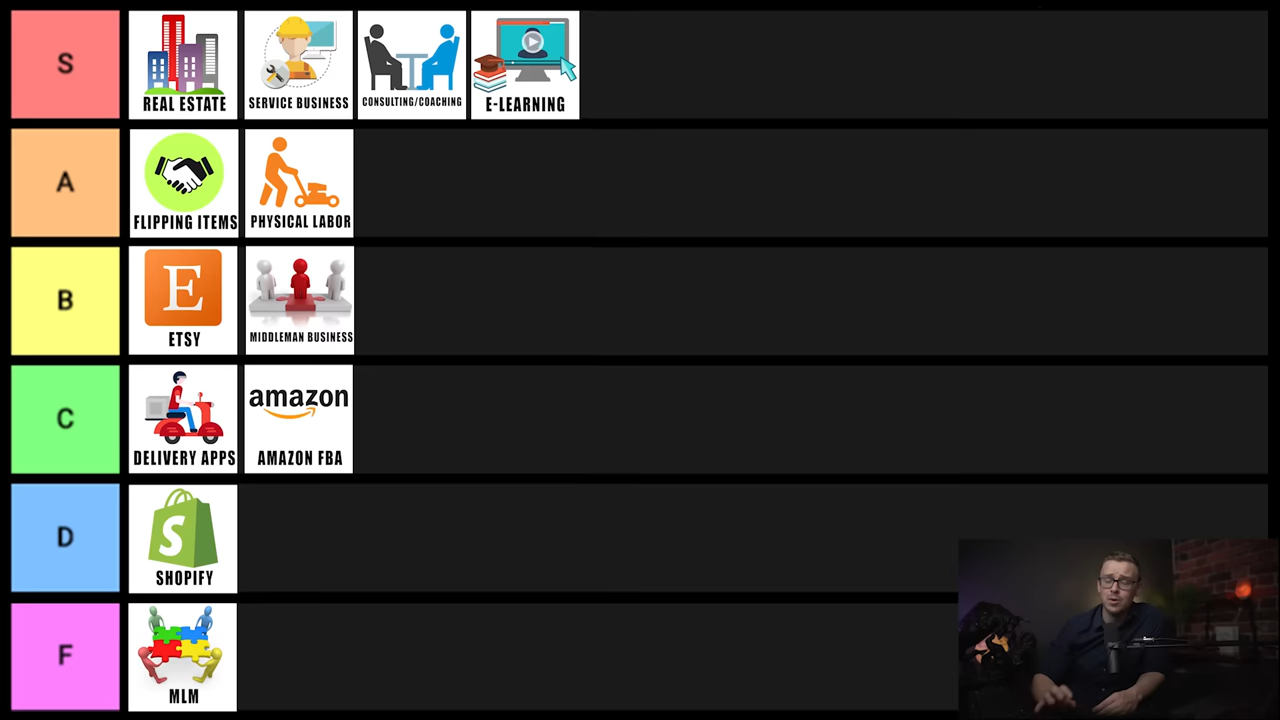 S
REAL ESTATE
SERVICE BUSINESS
CONSULTING/COACHING
E-LEARNING
A
FLIPPING ITEMS
PHYSICAL LABOR
B
E
ETSY
MIDDLEMAN BUSINESS
C
DELIVERY APPS
amazon
AMAZON FBA
D
S
SHOPIFY
F
MLM